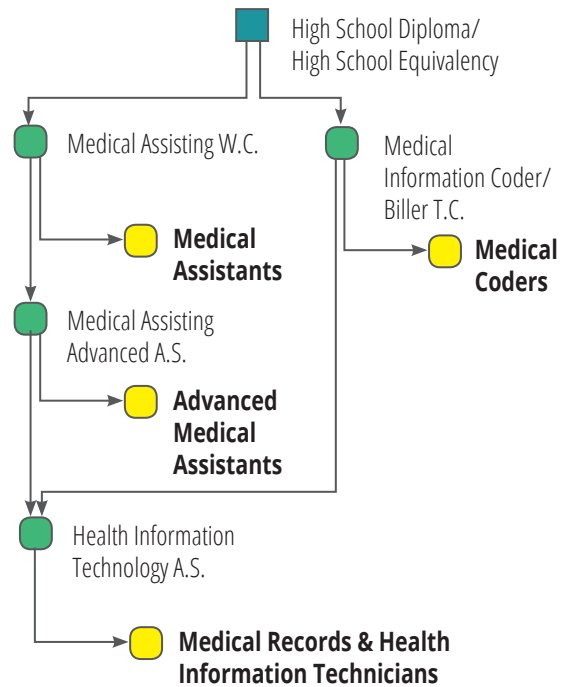 High School Diploma/
High School Equivalency
Medical Assisting W.C.
Medical
Information Coder/
Biller T.C.
Medical
Assistants
Medical
Coders
Medical Assisting
Advanced A.S.
Advanced
Medical
Assistants
Health Information
Technology A.S.
Medical Records & Health
Information Technicians